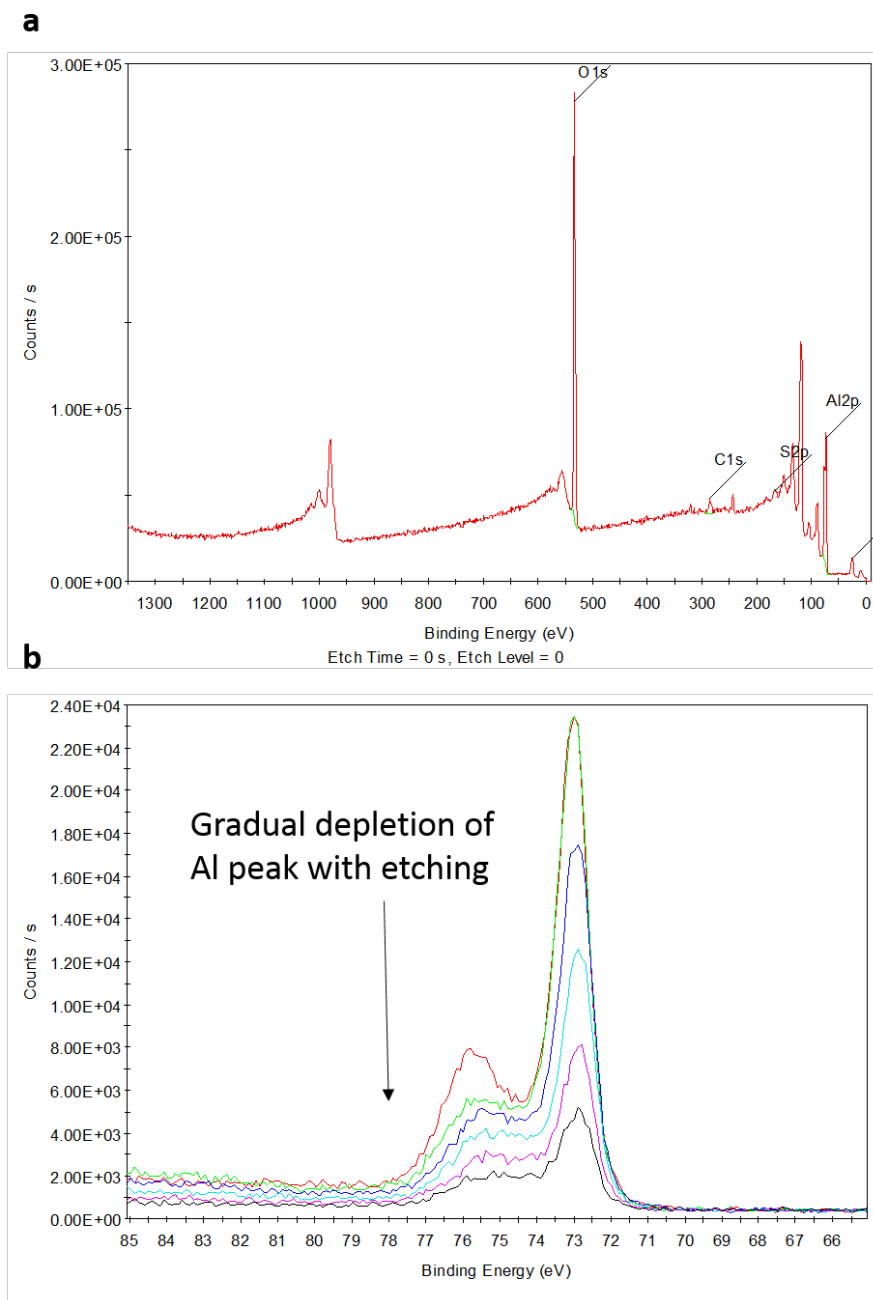 a
3.00E+05
O1s
2.00E+05
Counts / s
1.00E+05
Al2p
S2p
C1s
0.00E+00
1300 1200 1100 1000 900 800 700 600 500 400 300 200 100 0
Binding Energy (eV)
b
Etch Time = 0 s, Etch Level = 0
2.40E+04
2.20E+04
2.00E+04
Gradual depletion of
1.80E+04
Al peak with etching
1.60E+04
1.40E+04
1.20E+04
Counts / s
1.00E+04
8.00E+03
6.00E+03
4.00E+03
2.00E+03
0.00E+00
85 84 83 82 81 80 79 78 77 76 75 74 73 72 71 70 69 68 67 66
Binding Energy (eV)